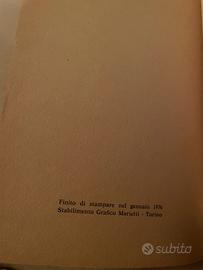 Finito di stampare nel gennaio 1976
Stabilimento Grafico Marietti - Torino
subito